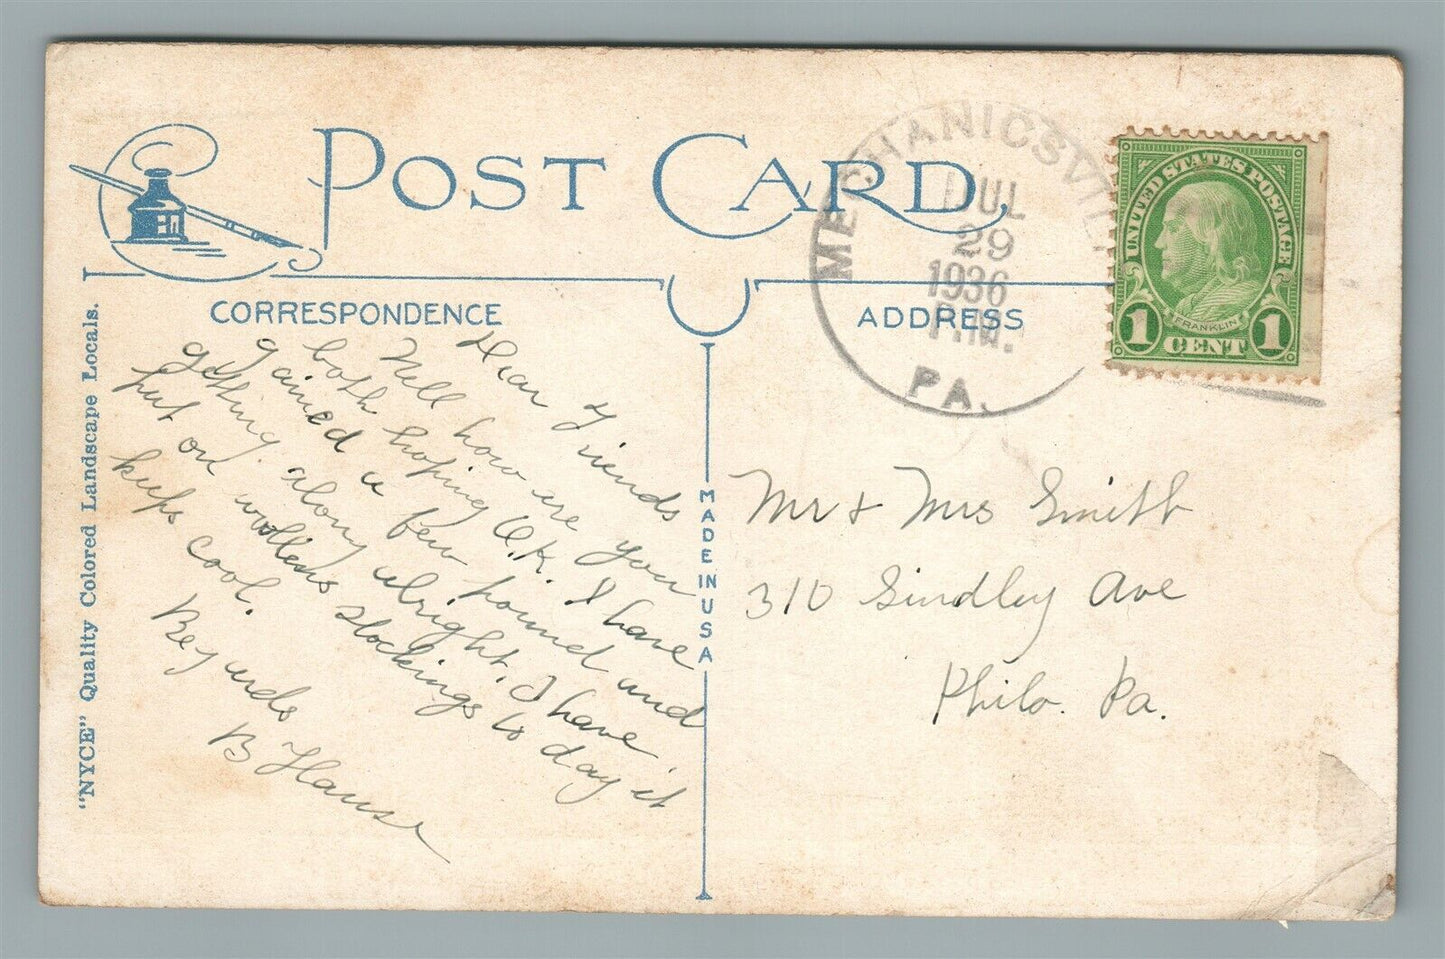 POST CARD
CORRESPONDENCE
ADDRESS
"NYCE" Quality Colored Landscape Locals.
MADE IN USA
MECHANICSVILL
JUL
29
1936
P.M.
PA.
UNITED STATES POSTAGE
FRANKLIN
1 CENT 1
Dear Friends
Well how are you
both hoping O.K. I have
gained a few pound and
getting along alright. I have
put on woolens stockings to day it
keeps cool.
Regards
B
Mr & Mrs Smith
310 Lindley Ave
Phila. Pa.